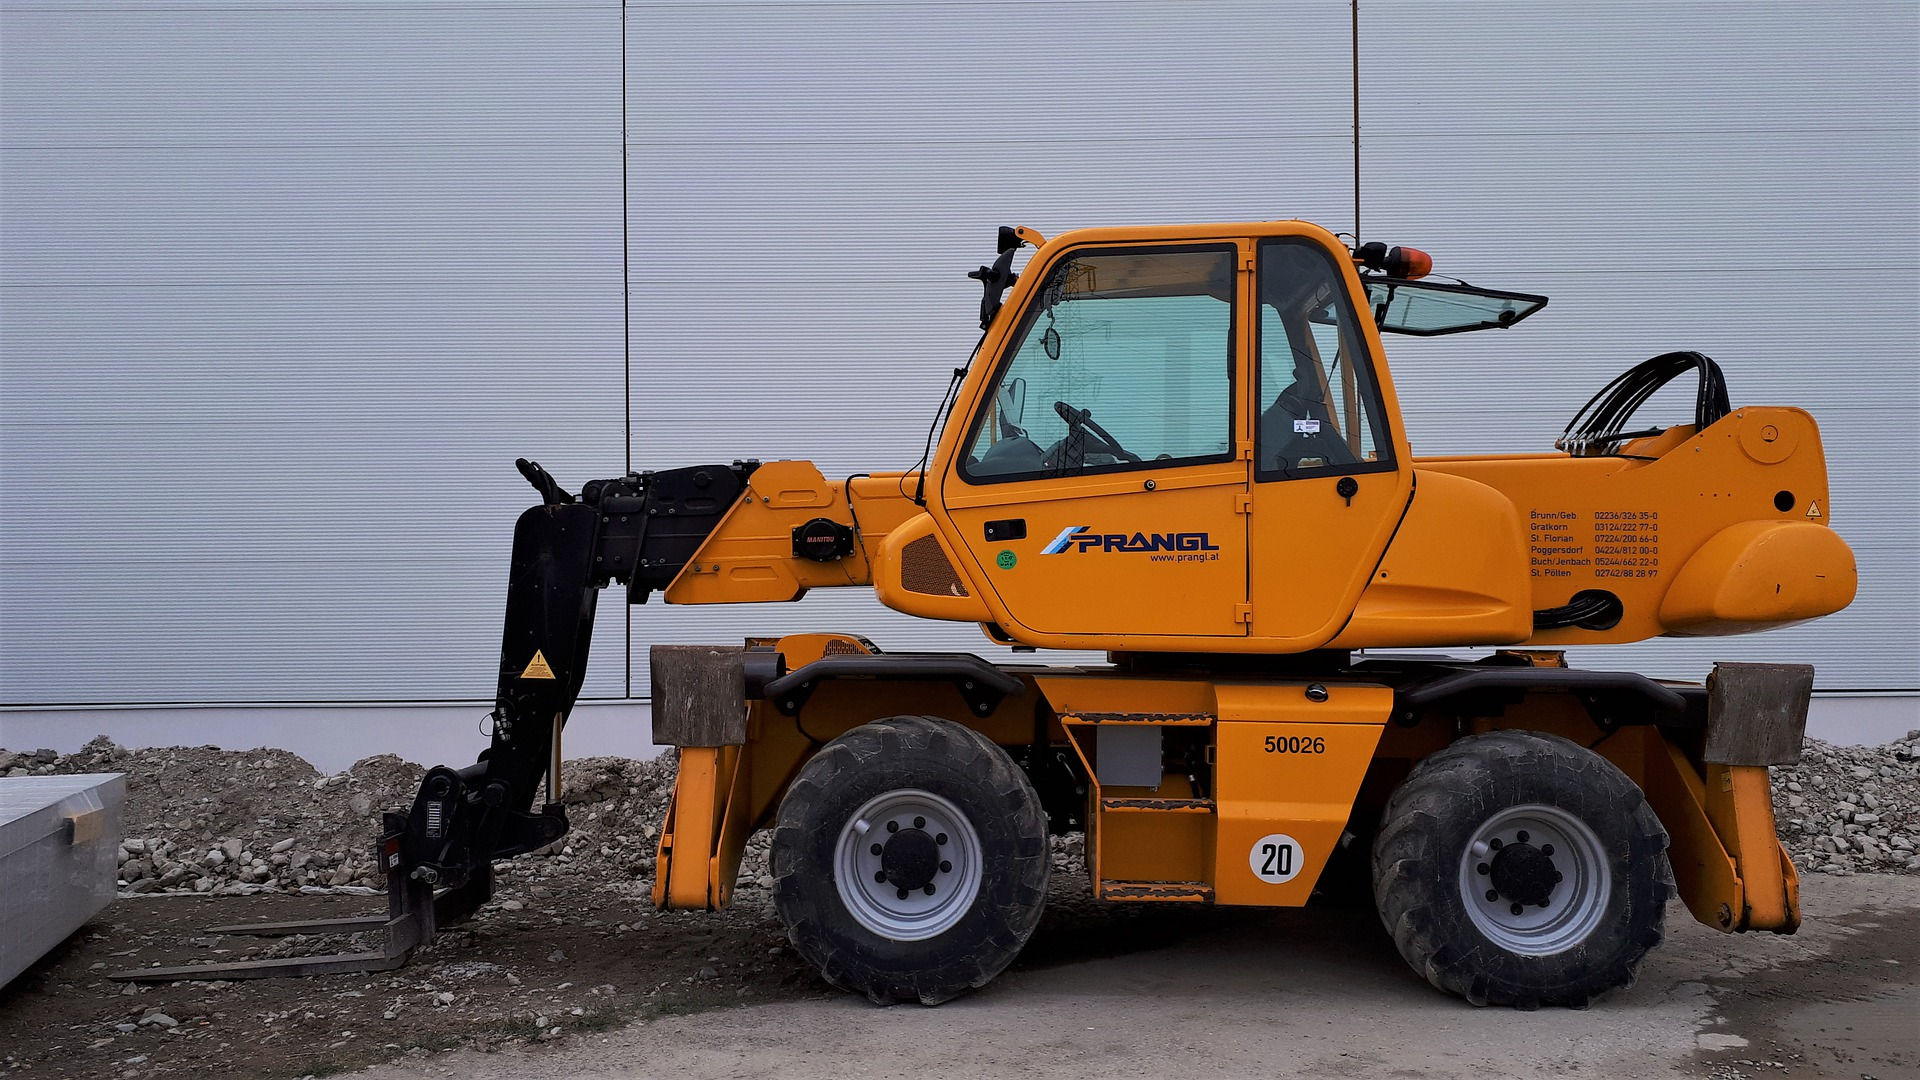 MANITOU
PRANGL
www.prangl.at
Brunn/Geb. 02236/326 35-0
Gratkorn 03124/222 77-0
St. Florian 07224/200 66-0
Poggersdorf 04224/812 00-0
Buch/Jenbach 05244/662 22-0
St. Pölten 02742/88 28 97
50026
20